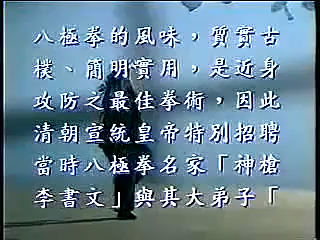 八極拳的風味，質實古
樸、簡明實用，是近身
攻防之最佳拳術，因此
清朝宣統皇帝特別招聘
當時八極拳名家「神槍
李書文」與其大弟子「